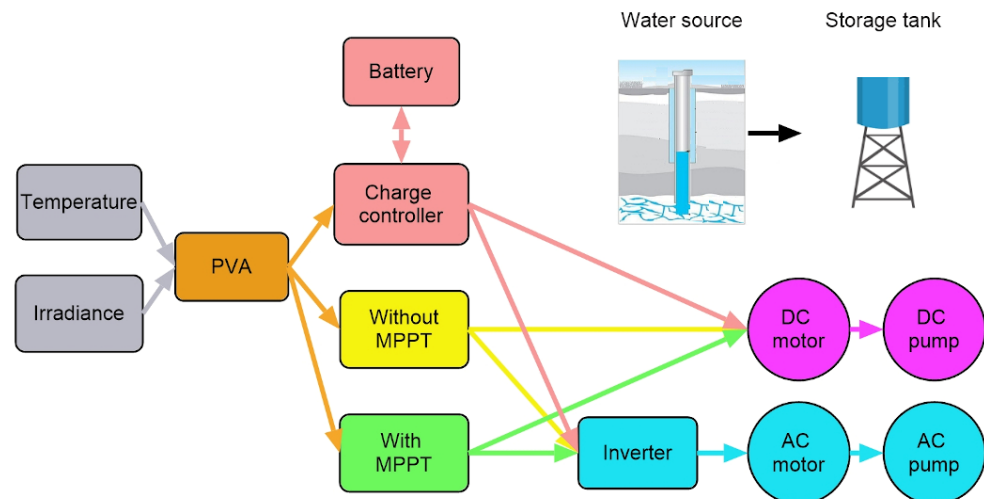 Water source
Storage tank
Battery
Temperature
Charge
controller
PVA
Irradiance
Without
MPPT
DC
motor
DC
pump
With
MPPT
Inverter
AC
motor
AC
pump